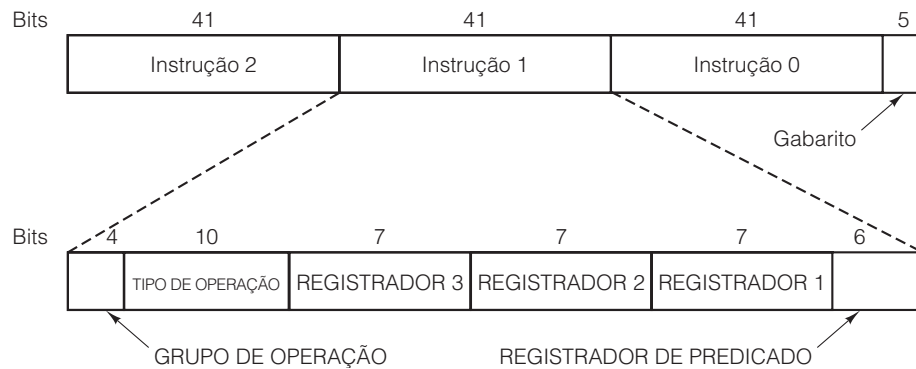 Bits 41 41 41 5
Instrução 2 Instrução 1 Instrução 0
Gabarito
Bits 4 10 7 7 7 6
TIPO DE OPERAÇÃO REGISTRADOR 3 REGISTRADOR 2 REGISTRADOR 1
GRUPO DE OPERAÇÃO REGISTRADOR DE PREDICADO